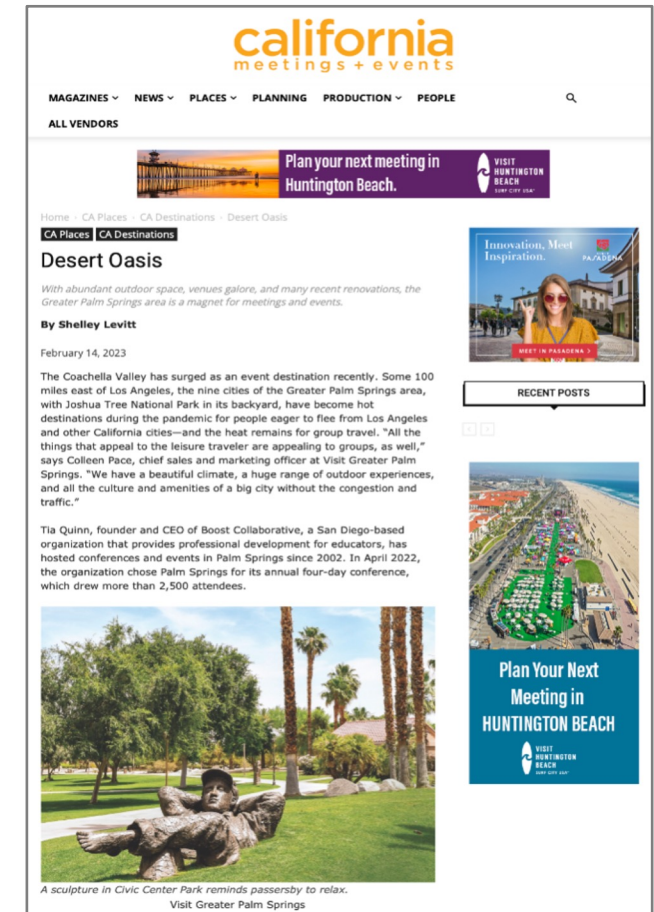 california
meetings + events
MAGAZINES NEWS PLACES PLANNING PRODUCTION PEOPLE
ALL VENDORS
Plan your next meeting in
Huntington Beach.
VISIT
HUNTINGTON
BEACH
SURF CITY USA®
Home › CA Places › CA Destinations › Desert Oasis
CA Places CA Destinations
Desert Oasis
With abundant outdoor space, venues galore, and many recent renovations, the
Greater Palm Springs area is a magnet for meetings and events.
By Shelley Levitt
February 14, 2023
The Coachella Valley has surged as an event destination recently. Some 100
miles east of Los Angeles, the nine cities of the Greater Palm Springs area,
with Joshua Tree National Park in its backyard, have become hot
destinations during the pandemic for people eager to flee from Los Angeles
and other California cities—and the heat remains for group travel. “All the
things that appeal to the leisure traveler are appealing to groups, as well,”
says Colleen Pace, chief sales and marketing officer at Visit Greater Palm
Springs. “We have a beautiful climate, a huge range of outdoor experiences,
and all the culture and amenities of a big city without the congestion and
traffic.”
Tia Quinn, founder and CEO of Boost Collaborative, a San Diego-based
organization that provides professional development for educators, has
hosted conferences and events in Palm Springs since 2002. In April 2022,
the organization chose Palm Springs for its annual four-day conference,
which drew more than 2,500 attendees.
A sculpture in Civic Center Park reminds passersby to relax.
Visit Greater Palm Springs
Innovation, Meet
Inspiration.
PASADENA
MEET IN PASADENA
RECENT POSTS
Plan Your Next
Meeting in
HUNTINGTON BEACH
VISIT
HUNTINGTON
BEACH
SURF CITY USA®